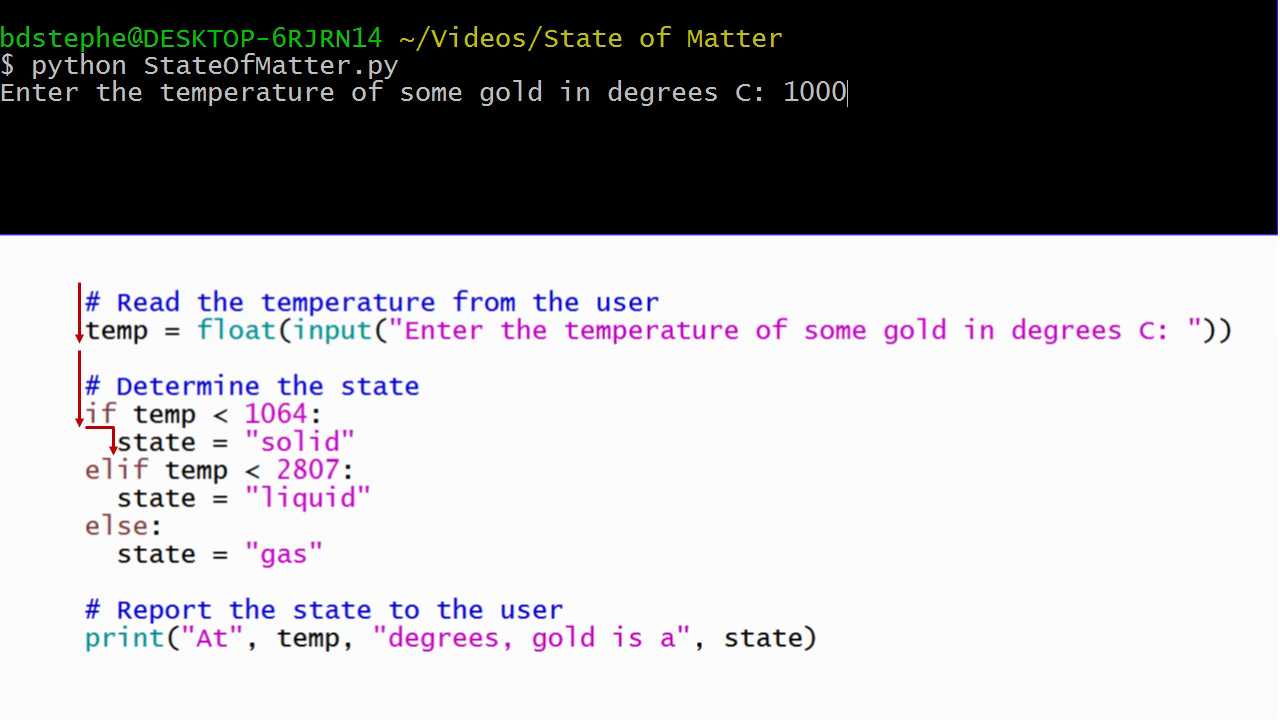 bdstephe@DESKTOP-6RJRN14 ~/Videos/State of Matter
$ python StateOfMatter.py
Enter the temperature of some gold in degrees C: 1000
# Read the temperature from the user
temp = float(input("Enter the temperature of some gold in degrees C: "))
# Determine the state
if temp < 1064:
  state = "solid"
elif temp < 2807:
  state = "liquid"
else:
  state = "gas"
# Report the state to the user
print("At", temp, "degrees, gold is a", state)